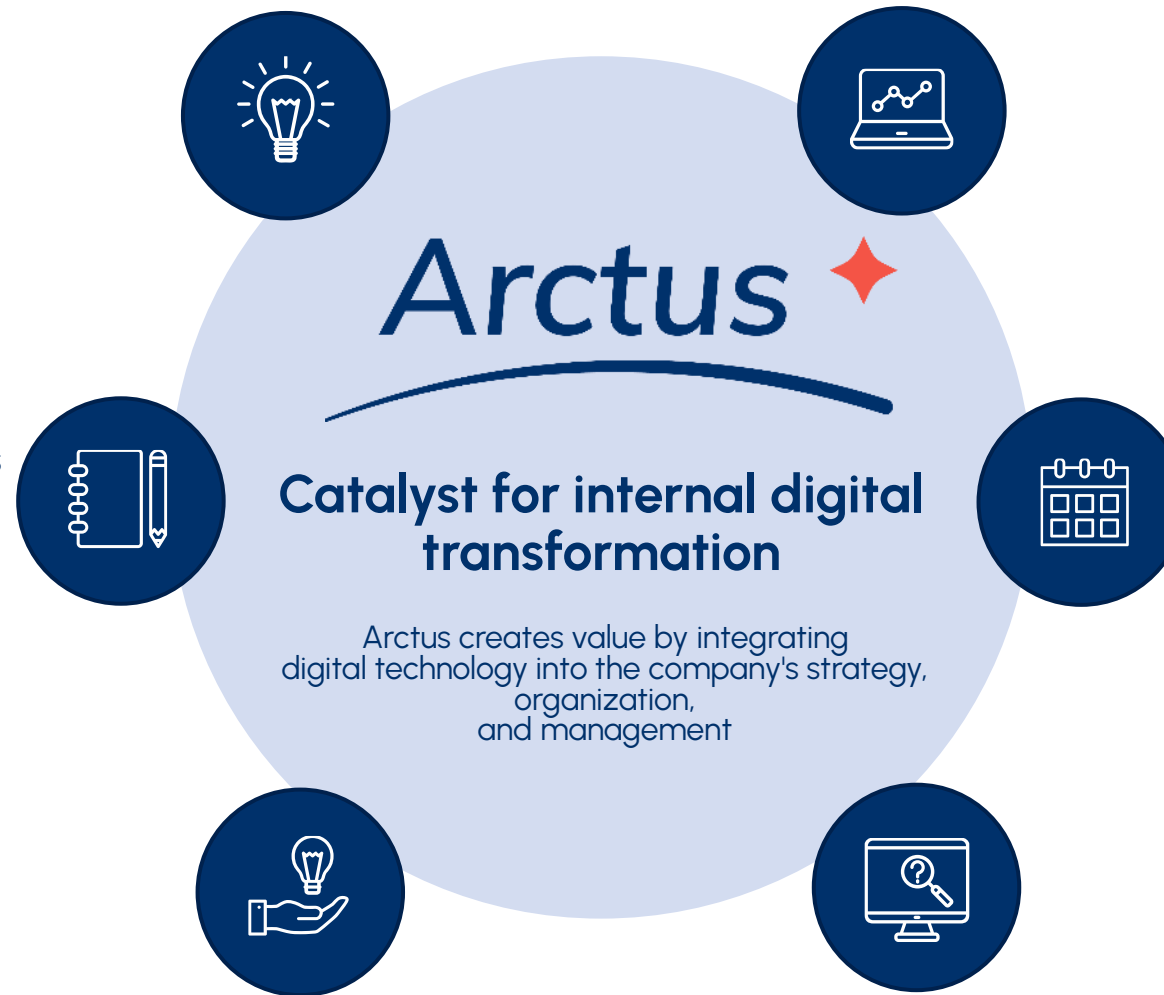 Arctus
Catalyst for internal digital
transformation
Arctus creates value by integrating
digital technology into the company's strategy,
organization,
and management